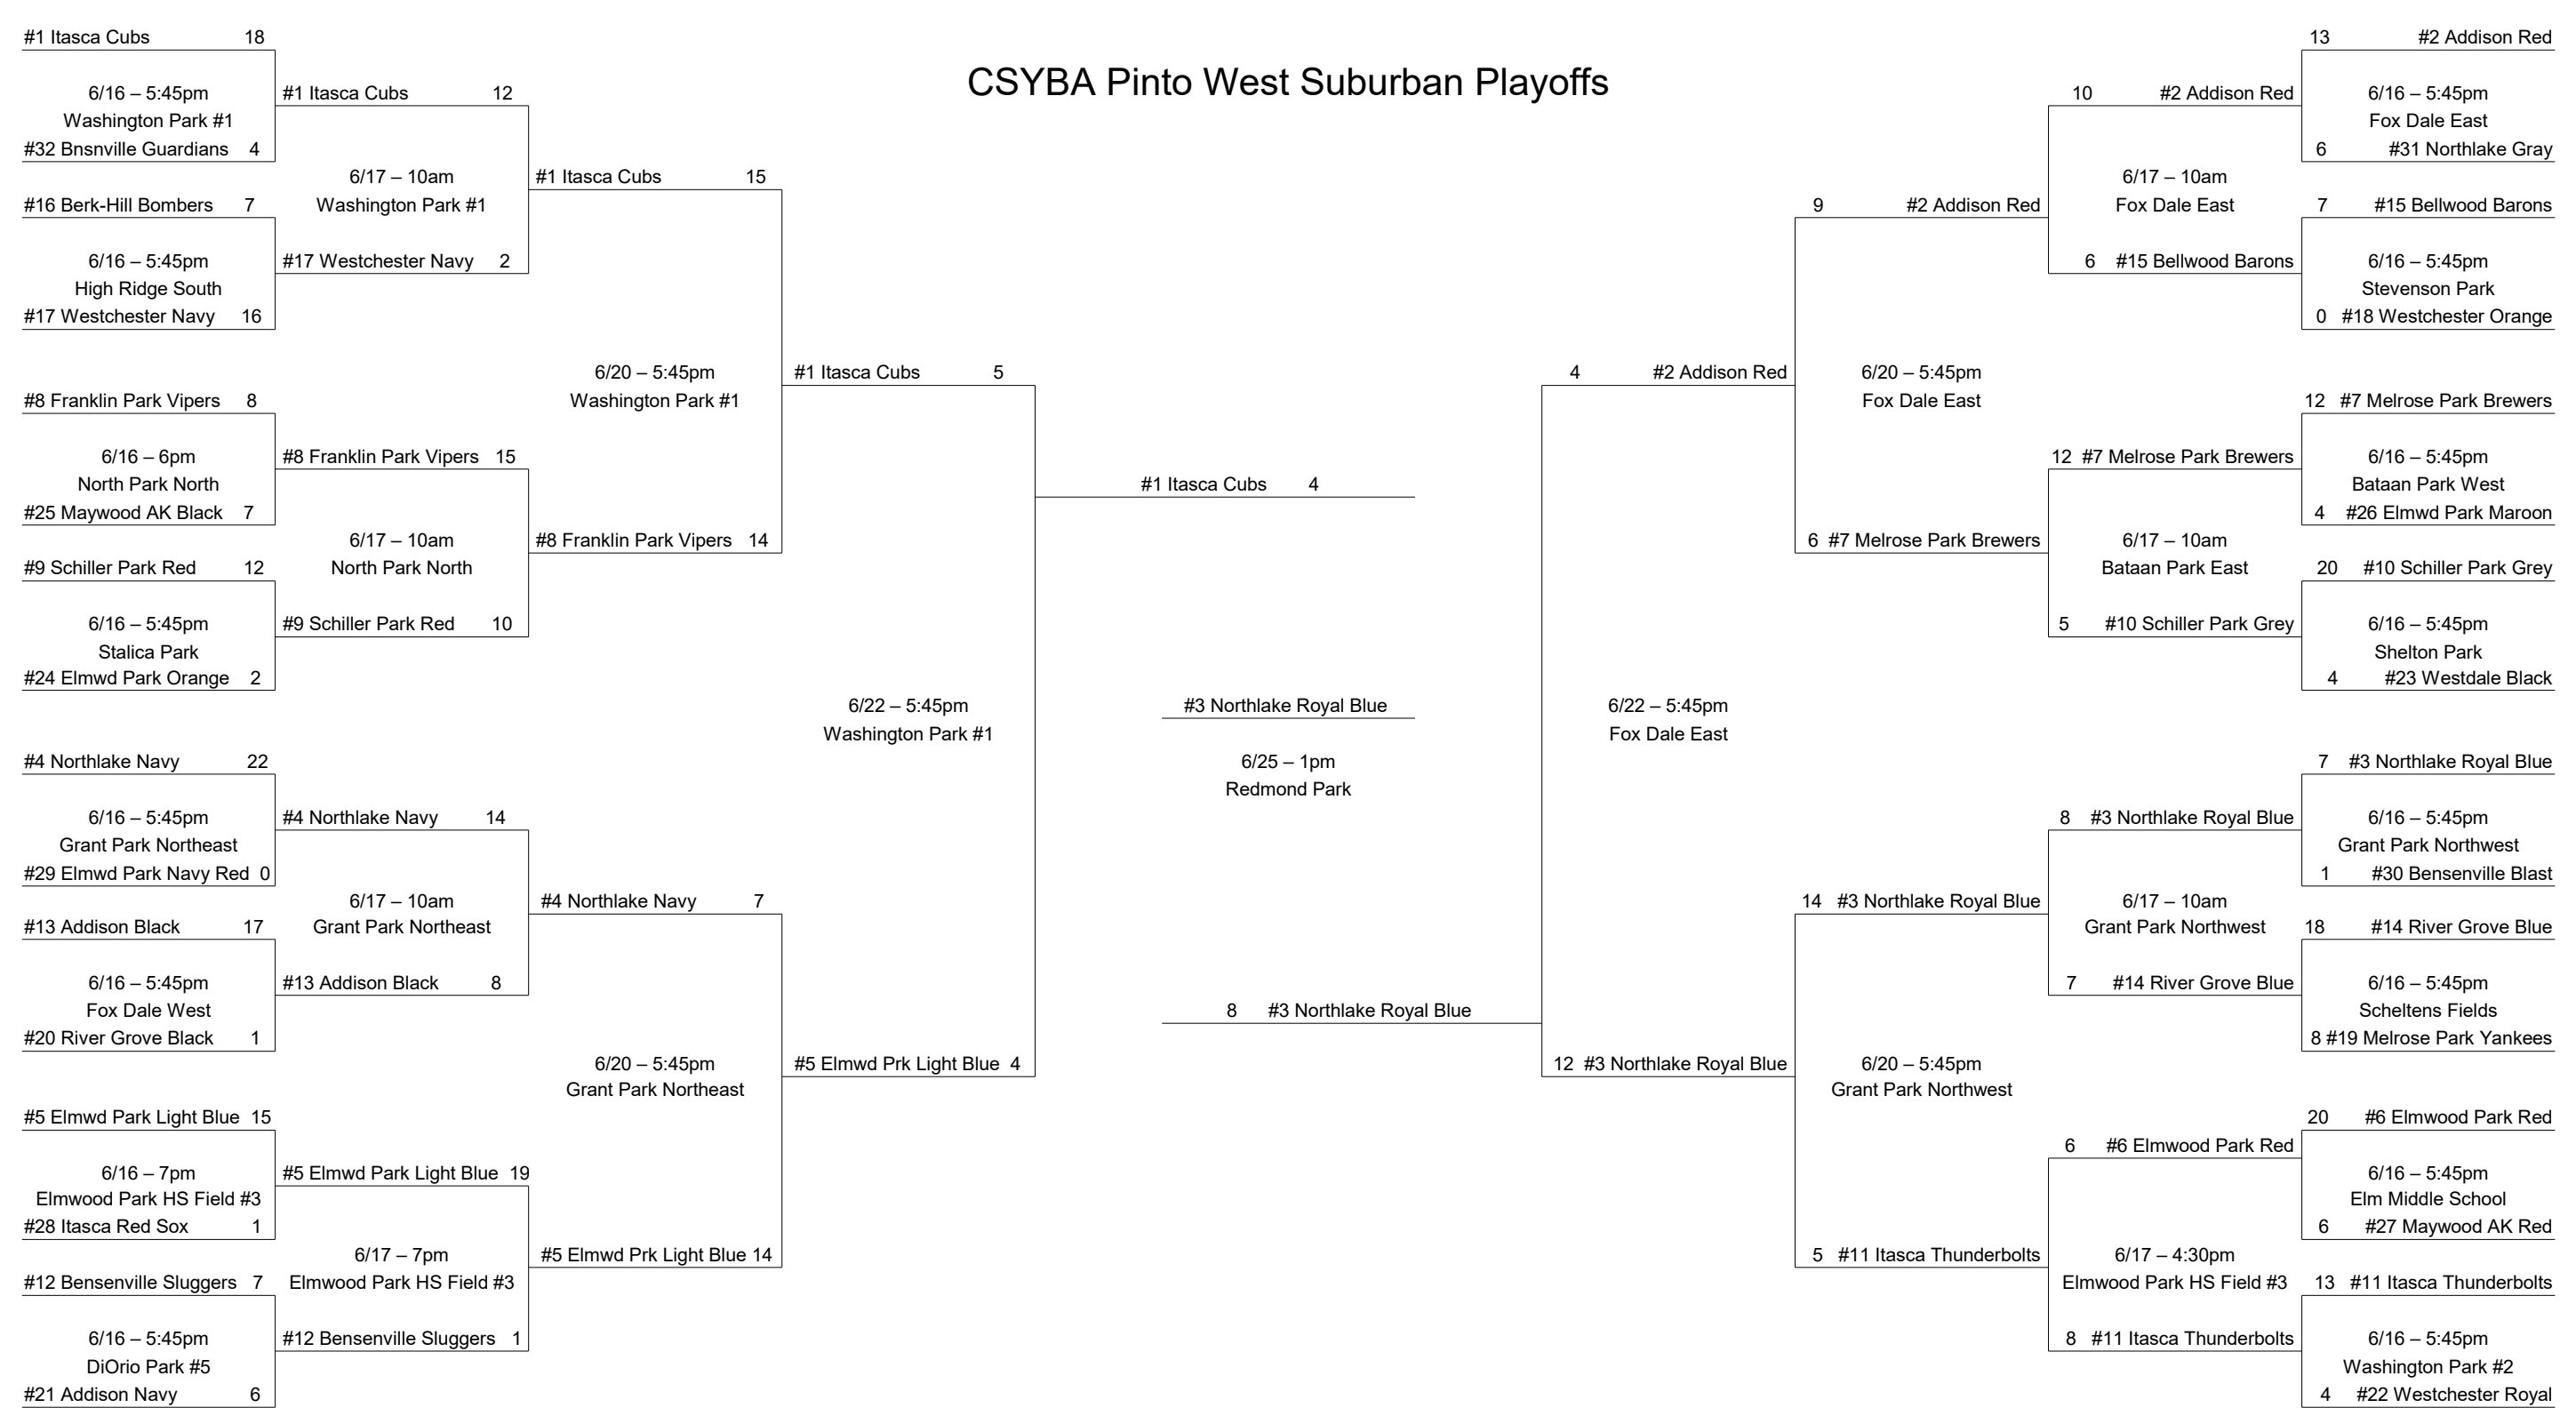 CSYBA Pinto West Suburban Playoffs
#1 Itasca Cubs 18
6/16 – 5:45pm
Washington Park #1
#32 Bnsnville Guardians 4
#16 Berk-Hill Bombers 7
6/16 – 5:45pm
High Ridge South
#17 Westchester Navy 16
#8 Franklin Park Vipers 8
6/16 – 6pm
North Park North
#25 Maywood AK Black 7
#9 Schiller Park Red 12
6/16 – 5:45pm
Stalica Park
#24 Elmwd Park Orange 2
#4 Northlake Navy 22
6/16 – 5:45pm
Grant Park Northeast
#29 Elmwd Park Navy Red 0
#13 Addison Black 17
6/16 – 5:45pm
Fox Dale West
#20 River Grove Black 1
#5 Elmwd Park Light Blue 15
6/16 – 7pm
Elmwood Park HS Field #3
#28 Itasca Red Sox 1
#12 Bensenville Sluggers 7
6/16 – 5:45pm
DiOrio Park #5
#21 Addison Navy 6
#1 Itasca Cubs 12
6/17 – 10am
Washington Park #1
#17 Westchester Navy 2
#8 Franklin Park Vipers 15
6/17 – 10am
North Park North
#9 Schiller Park Red 10
#4 Northlake Navy 14
6/17 – 10am
Grant Park Northeast
#13 Addison Black 8
#5 Elmwd Park Light Blue 19
6/17 – 7pm
Elmwood Park HS Field #3
#12 Bensenville Sluggers 1
#1 Itasca Cubs 15
6/20 – 5:45pm
Washington Park #1
#8 Franklin Park Vipers 14
#4 Northlake Navy 7
6/20 – 5:45pm
Grant Park Northeast
#5 Elmwd Prk Light Blue 14
#1 Itasca Cubs 5
6/22 – 5:45pm
Washington Park #1
#5 Elmwd Prk Light Blue 4
#1 Itasca Cubs 4
#3 Northlake Royal Blue
6/25 – 1pm
Redmond Park
8 #3 Northlake Royal Blue
4 #2 Addison Red
6/22 – 5:45pm
Fox Dale East
12 #3 Northlake Royal Blue
9 #2 Addison Red
6/20 – 5:45pm
Fox Dale East
6 #7 Melrose Park Brewers
14 #3 Northlake Royal Blue
6/20 – 5:45pm
Grant Park Northwest
5 #11 Itasca Thunderbolts
10 #2 Addison Red
6/17 – 10am
Fox Dale East
6 #15 Bellwood Barons
12 #7 Melrose Park Brewers
6/17 – 10am
Bataan Park East
5 #10 Schiller Park Grey
8 #3 Northlake Royal Blue
6/17 – 10am
Grant Park Northwest
7 #14 River Grove Blue
6 #6 Elmwood Park Red
6/17 – 4:30pm
Elmwood Park HS Field #3
8 #11 Itasca Thunderbolts
13 #2 Addison Red
6/16 – 5:45pm
Fox Dale East
6 #31 Northlake Gray
7 #15 Bellwood Barons
6/16 – 5:45pm
Stevenson Park
0 #18 Westchester Orange
12 #7 Melrose Park Brewers
6/16 – 5:45pm
Bataan Park West
4 #26 Elmwd Park Maroon
20 #10 Schiller Park Grey
6/16 – 5:45pm
Shelton Park
4 #23 Westdale Black
7 #3 Northlake Royal Blue
6/16 – 5:45pm
Grant Park Northwest
1 #30 Bensenville Blast
18 #14 River Grove Blue
6/16 – 5:45pm
Scheltens Fields
8 #19 Melrose Park Yankees
20 #6 Elmwood Park Red
6/16 – 5:45pm
Elm Middle School
6 #27 Maywood AK Red
13 #11 Itasca Thunderbolts
6/16 – 5:45pm
Washington Park #2
4 #22 Westchester Royal